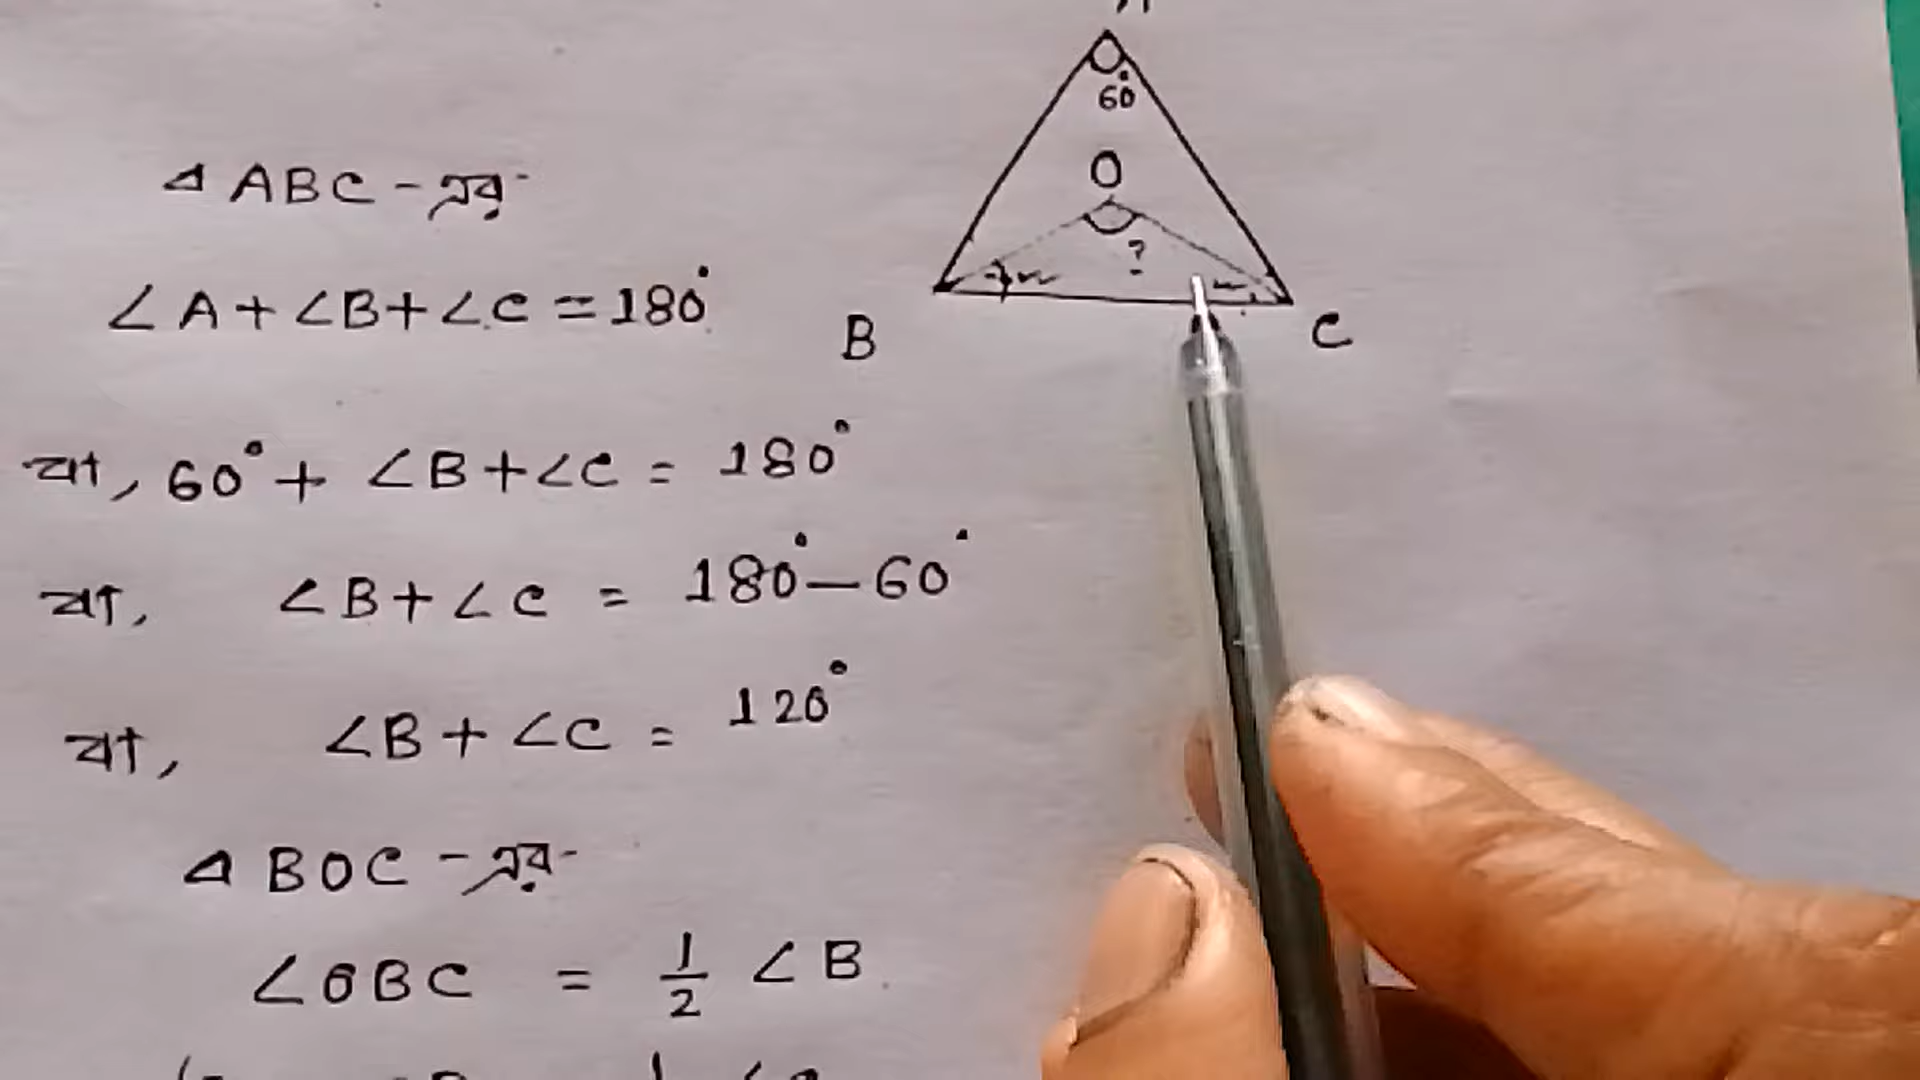 A
60°
O
?
B
C
△ ABC - এর
∠A + ∠B + ∠C = 180°
বা, 60° + ∠B + ∠C = 180°
বা, ∠B + ∠C = 180° - 60°
বা, ∠B + ∠C = 120°
△ BOC - এর
∠OBC = 1/2 ∠B